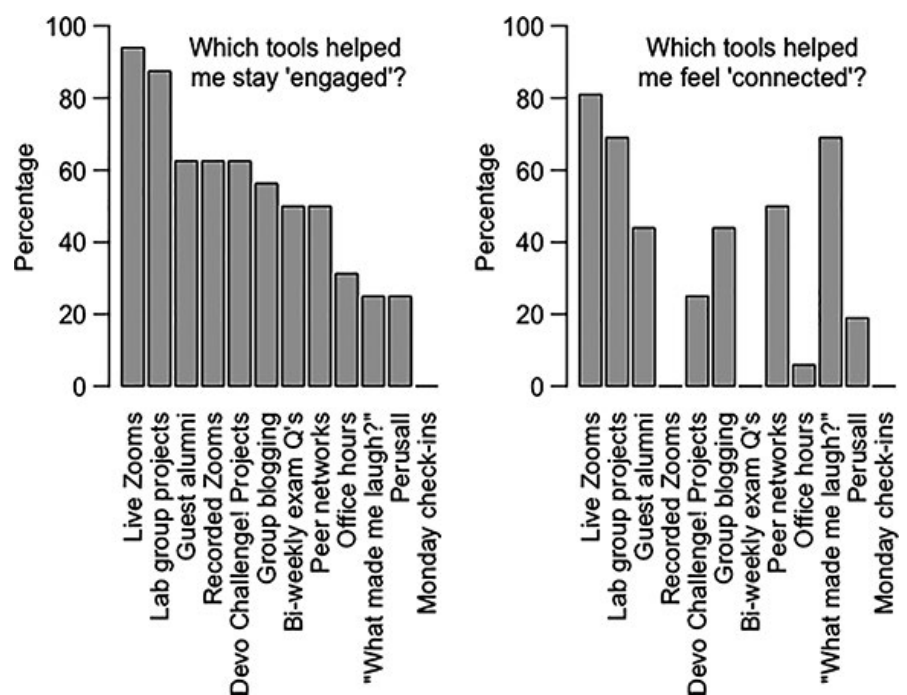 Which tools helped
me stay 'engaged'?
Percentage
100
80
60
40
20
0
Live Zooms
Lab group projects
Guest alumni
Recorded Zooms
Devo Challenge! Projects
Group blogging
Bi-weekly exam Q's
Peer networks
Office hours
"What made me laugh?"
Perusall
Monday check-ins
Which tools helped
me feel 'connected'?
Percentage
100
80
60
40
20
0
Live Zooms
Lab group projects
Guest alumni
Recorded Zooms
Devo Challenge! Projects
Group blogging
Bi-weekly exam Q's
Peer networks
Office hours
"What made me laugh?"
Perusall
Monday check-ins